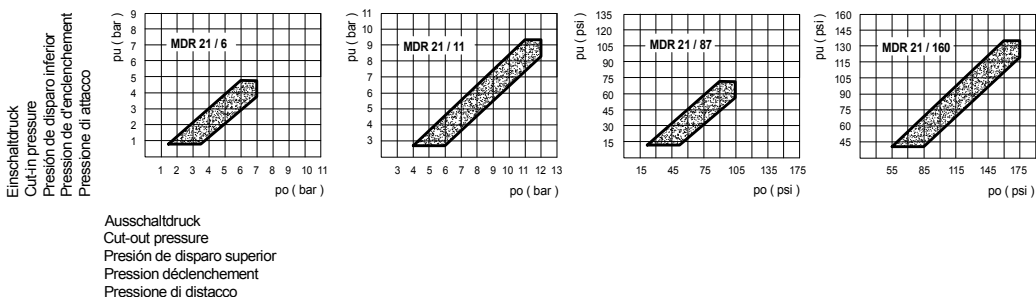 Einschaltdruck
Cut-in pressure
Presión de disparo inferior
Pression de d'enclenchement
Pressione di attacco
pu ( bar )
9
8
7
6
5
4
3
2
1
MDR 21 / 6
1 2 3 4 5 6 7 8 9 10 11
po ( bar )
pu ( bar )
11
10
9
8
7
6
5
4
3
MDR 21 / 11
3 4 5 6 7 8 9 10 11 12 13
po ( bar )
pu ( psi )
135
120
105
90
75
60
45
30
15
MDR 21 / 87
15 45 75 105 135 175
po ( psi )
pu ( psi )
160
145
130
115
105
90
75
60
45
MDR 21 / 160
55 85 115 145 175
po ( psi )
Ausschaltdruck
Cut-out pressure
Presión de disparo superior
Pression déclenchement
Pressione di distacco